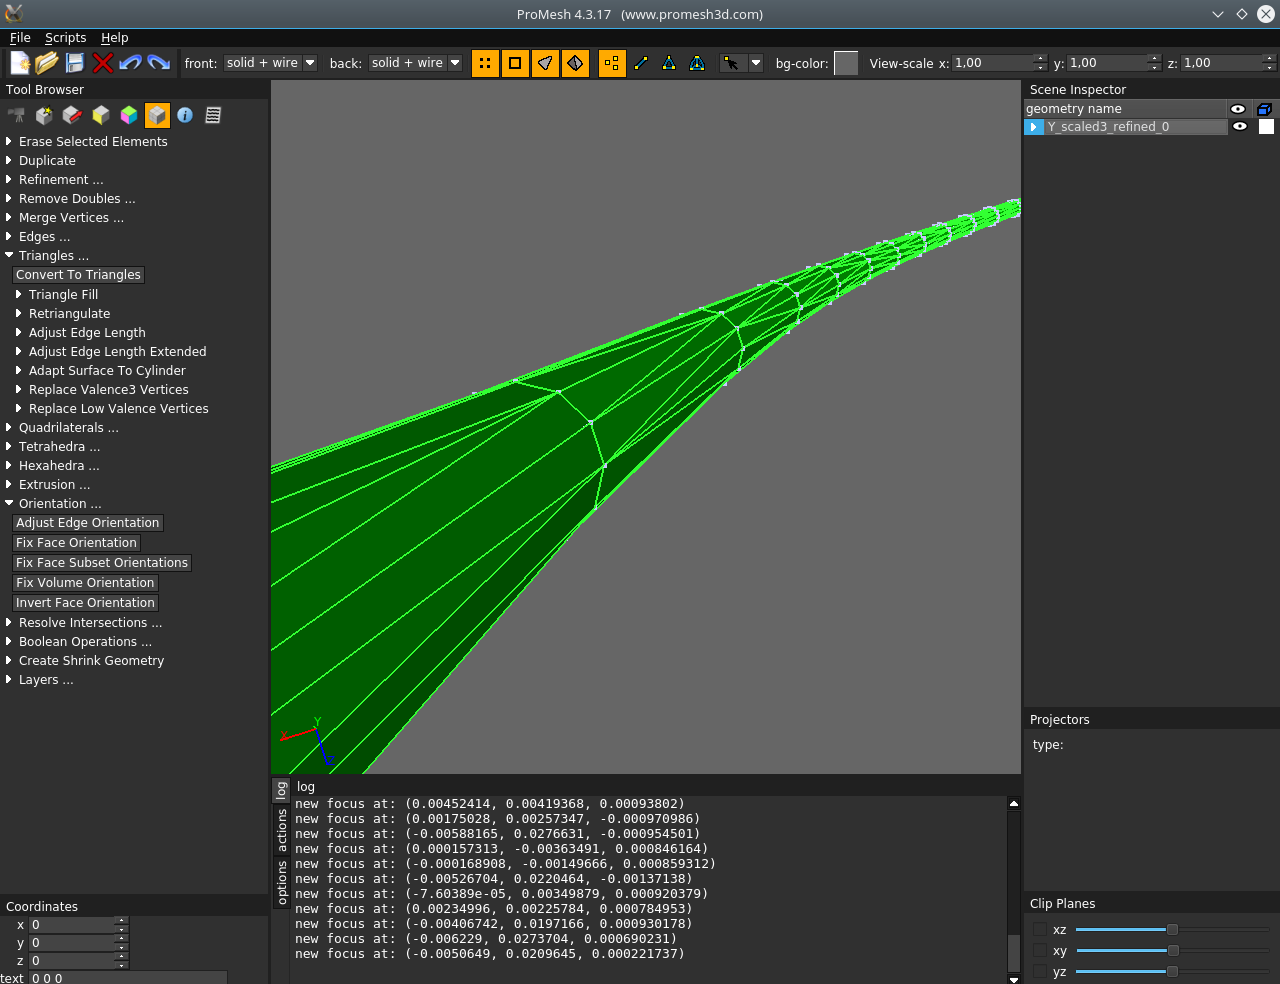 ProMesh 4.3.17   (www.promesh3d.com)
File Scripts Help
front: solid + wire back: solid + wire bg-color: View-scale x: 1,00 y: 1,00 z: 1,00
Tool Browser
Erase Selected Elements
Duplicate
Refinement ...
Remove Doubles ...
Merge Vertices ...
Edges ...
Triangles ...
Convert To Triangles
Triangle Fill
Retriangulate
Adjust Edge Length
Adjust Edge Length Extended
Adapt Surface To Cylinder
Replace Valence3 Vertices
Replace Low Valence Vertices
Quadrilaterals ...
Tetrahedra ...
Hexahedra ...
Extrusion ...
Orientation ...
Adjust Edge Orientation
Fix Face Orientation
Fix Face Subset Orientations
Fix Volume Orientation
Invert Face Orientation
Resolve Intersections ...
Boolean Operations ...
Create Shrink Geometry
Layers ...
Coordinates
x 0
y 0
z 0
text 0 0 0
X
Y
Z
log
actions
options
log
new focus at: (0.00452414, 0.00419368, 0.00093802)
new focus at: (0.00175028, 0.00257347, -0.000970986)
new focus at: (-0.00588165, 0.0276631, -0.000954501)
new focus at: (0.000157313, -0.00363491, 0.000846164)
new focus at: (-0.000168908, -0.00149666, 0.000859312)
new focus at: (-0.00526704, 0.0220464, -0.00137138)
new focus at: (-7.60389e-05, 0.00349879, 0.000920379)
new focus at: (0.00234996, 0.00225784, 0.000784953)
new focus at: (-0.00406742, 0.0197166, 0.000930178)
new focus at: (-0.006229, 0.0273704, 0.000690231)
new focus at: (-0.0050649, 0.0209645, 0.000221737)
Scene Inspector
geometry name
Y_scaled3_refined_0
Projectors
type:
Clip Planes
xz
xy
yz